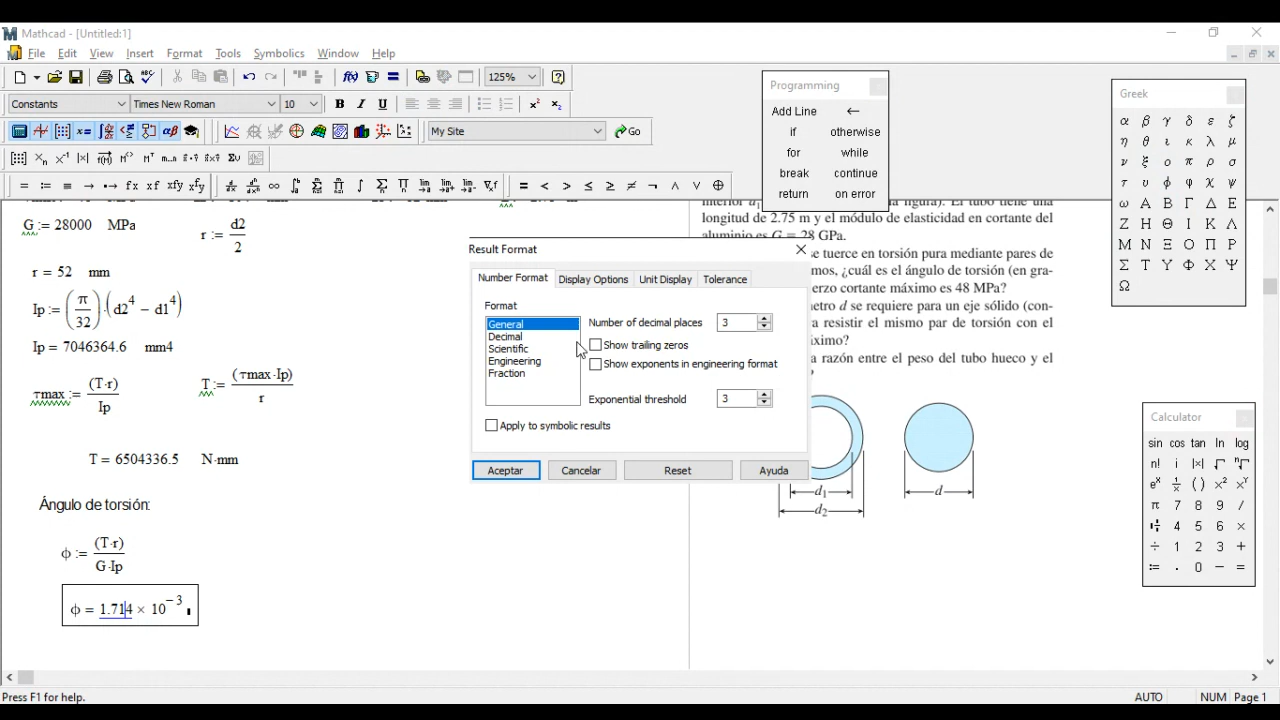 Mathcad - [Untitled:1]
File Edit View Insert Format Tools Symbolics Window Help
125%
Constants Times New Roman 10 B I U
My Site Go
Programming
Add Line ←
if otherwise
for while
break continue
return on error
Greek
α β γ δ ε ζ
η θ ι κ λ μ
ν ξ ο π ρ σ
τ υ φ χ ψ
ω Α Β Γ Δ Ε
Ζ Η Θ Ι Κ Λ
Μ Ν Ξ Ο Π Ρ
Σ Τ Υ Φ Χ Ψ
Ω
G := 28000 MPa
r := d2/2
r = 52 mm
Ip := (π/32)·(d2^4 − d1^4)
Ip = 7046364.6 mm4
τmax := (T·r)/Ip
T := (τmax·Ip)/r
T = 6504336.5 N·mm
Ángulo de torsión:
ϕ := (T·r)/G·Ip
ϕ = 1.714 × 10^−3
longitud de 2.75 m y el módulo de elasticidad en cortante del
aluminio es G = 28 GPa.
se tuerce en torsión pura mediante pares de
mos, ¿cuál es el ángulo de torsión (en gra-
erzo cortante máximo es 48 MPa?
metro d se requiere para un eje sólido (con-
a resistir el mismo par de torsión con el
ximo?
a razón entre el peso del tubo hueco y el
?
d1
d2
d
Result Format
Number Format Display Options Unit Display Tolerance
Format
General
Decimal
Scientific
Engineering
Fraction
Number of decimal places 3
Show trailing zeros
Show exponents in engineering format
Exponential threshold 3
Apply to symbolic results
Aceptar Cancelar Reset Ayuda
Calculator
sin cos tan ln log
n! i |×| √ ⁿ√
eˣ 1/x ( ) x² xʸ
π 7 8 9 /
4 5 6 ×
÷ 1 2 3 +
:= . 0 − =
Press F1 for help.
AUTO NUM Page 1